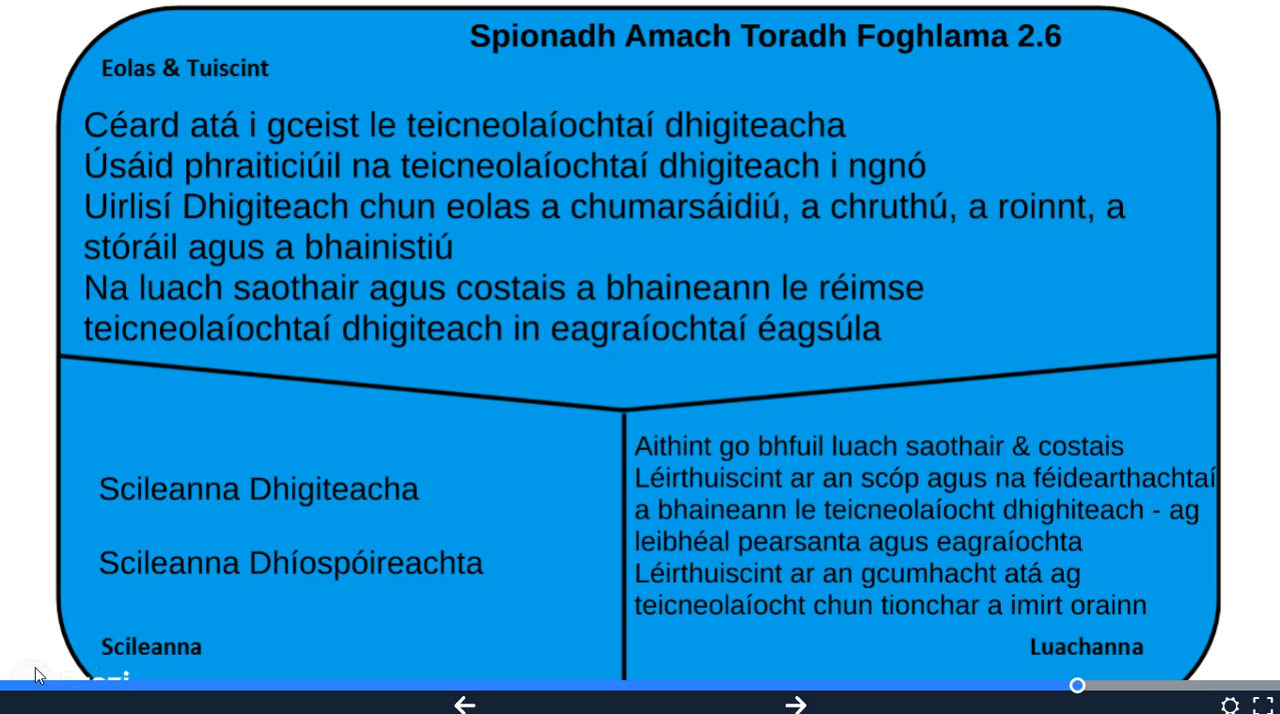 Spionadh Amach Toradh Foghlama 2.6
Eolas & Tuiscint
Céard atá i gceist le teicneolaíochtaí dhigiteacha
Úsáid phraiticiúil na teicneolaíochtaí dhigiteach i ngnó
Uirlisí Dhigiteach chun eolas a chumarsáidiú, a chruthú, a roinnt, a
stóráil agus a bhainistiú
Na luach saothair agus costais a bhaineann le réimse
teicneolaíochtaí dhigiteach in eagraíochtaí éagsúla
Scileanna Dhigiteacha
Scileanna Dhíospóireachta
Scileanna
Aithint go bhfuil luach saothair & costais
Léirthuiscint ar an scóp agus na féidearthachtaí
a bhaineann le teicneolaíocht dhighiteach - ag
leibhéal pearsanta agus eagraíochta
Léirthuiscint ar an gcumhacht atá ag
teicneolaíocht chun tionchar a imirt orainn
Luachanna